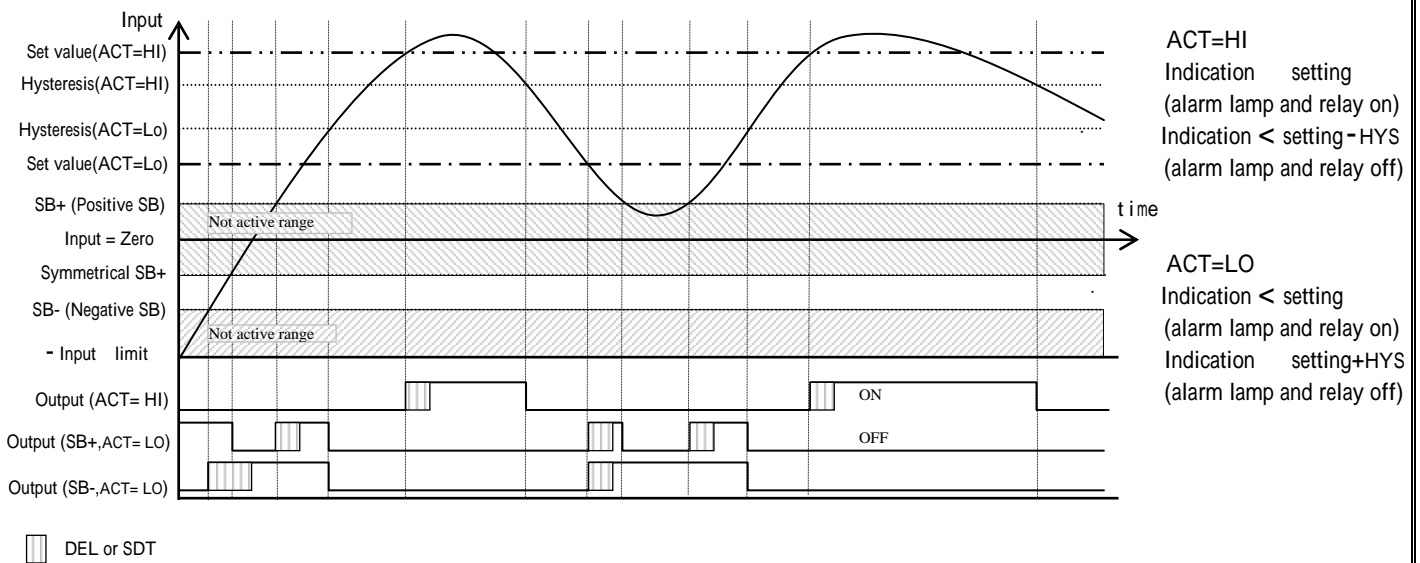 Input
Set value(ACT=HI)
Hysteresis(ACT=HI)
Hysteresis(ACT=Lo)
Set value(ACT=Lo)
SB+ (Positive SB)
Not active range
time
Input = Zero
Symmetrical SB+
SB- (Negative SB)
Not active range
- Input limit
Output (ACT= HI)
ON
Output (SB+,ACT= LO)
OFF
Output (SB-,ACT= LO)
DEL or SDT
ACT=HI
Indication setting
(alarm lamp and relay on)
Indication < setting-HYS
(alarm lamp and relay off)
ACT=LO
Indication < setting
(alarm lamp and relay on)
Indication setting+HYS
(alarm lamp and relay off)